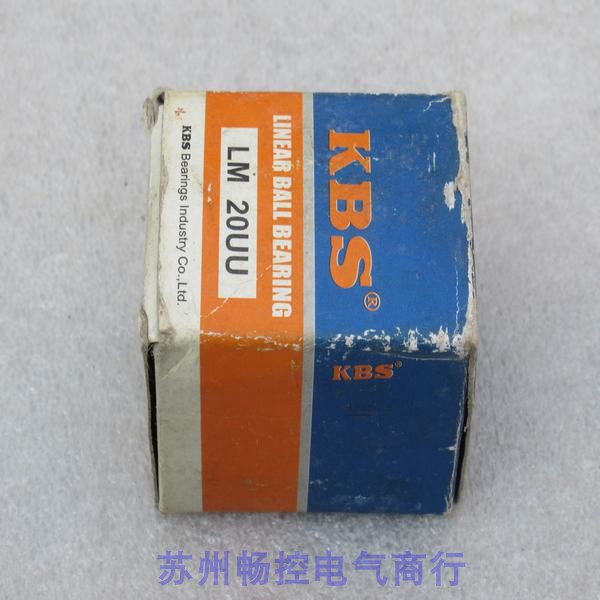 KBS®
LINEAR BALL BEARING
LM 20UU
KBS Bearings Industry Co.,Ltd.
KBS®
苏州畅控电气商行